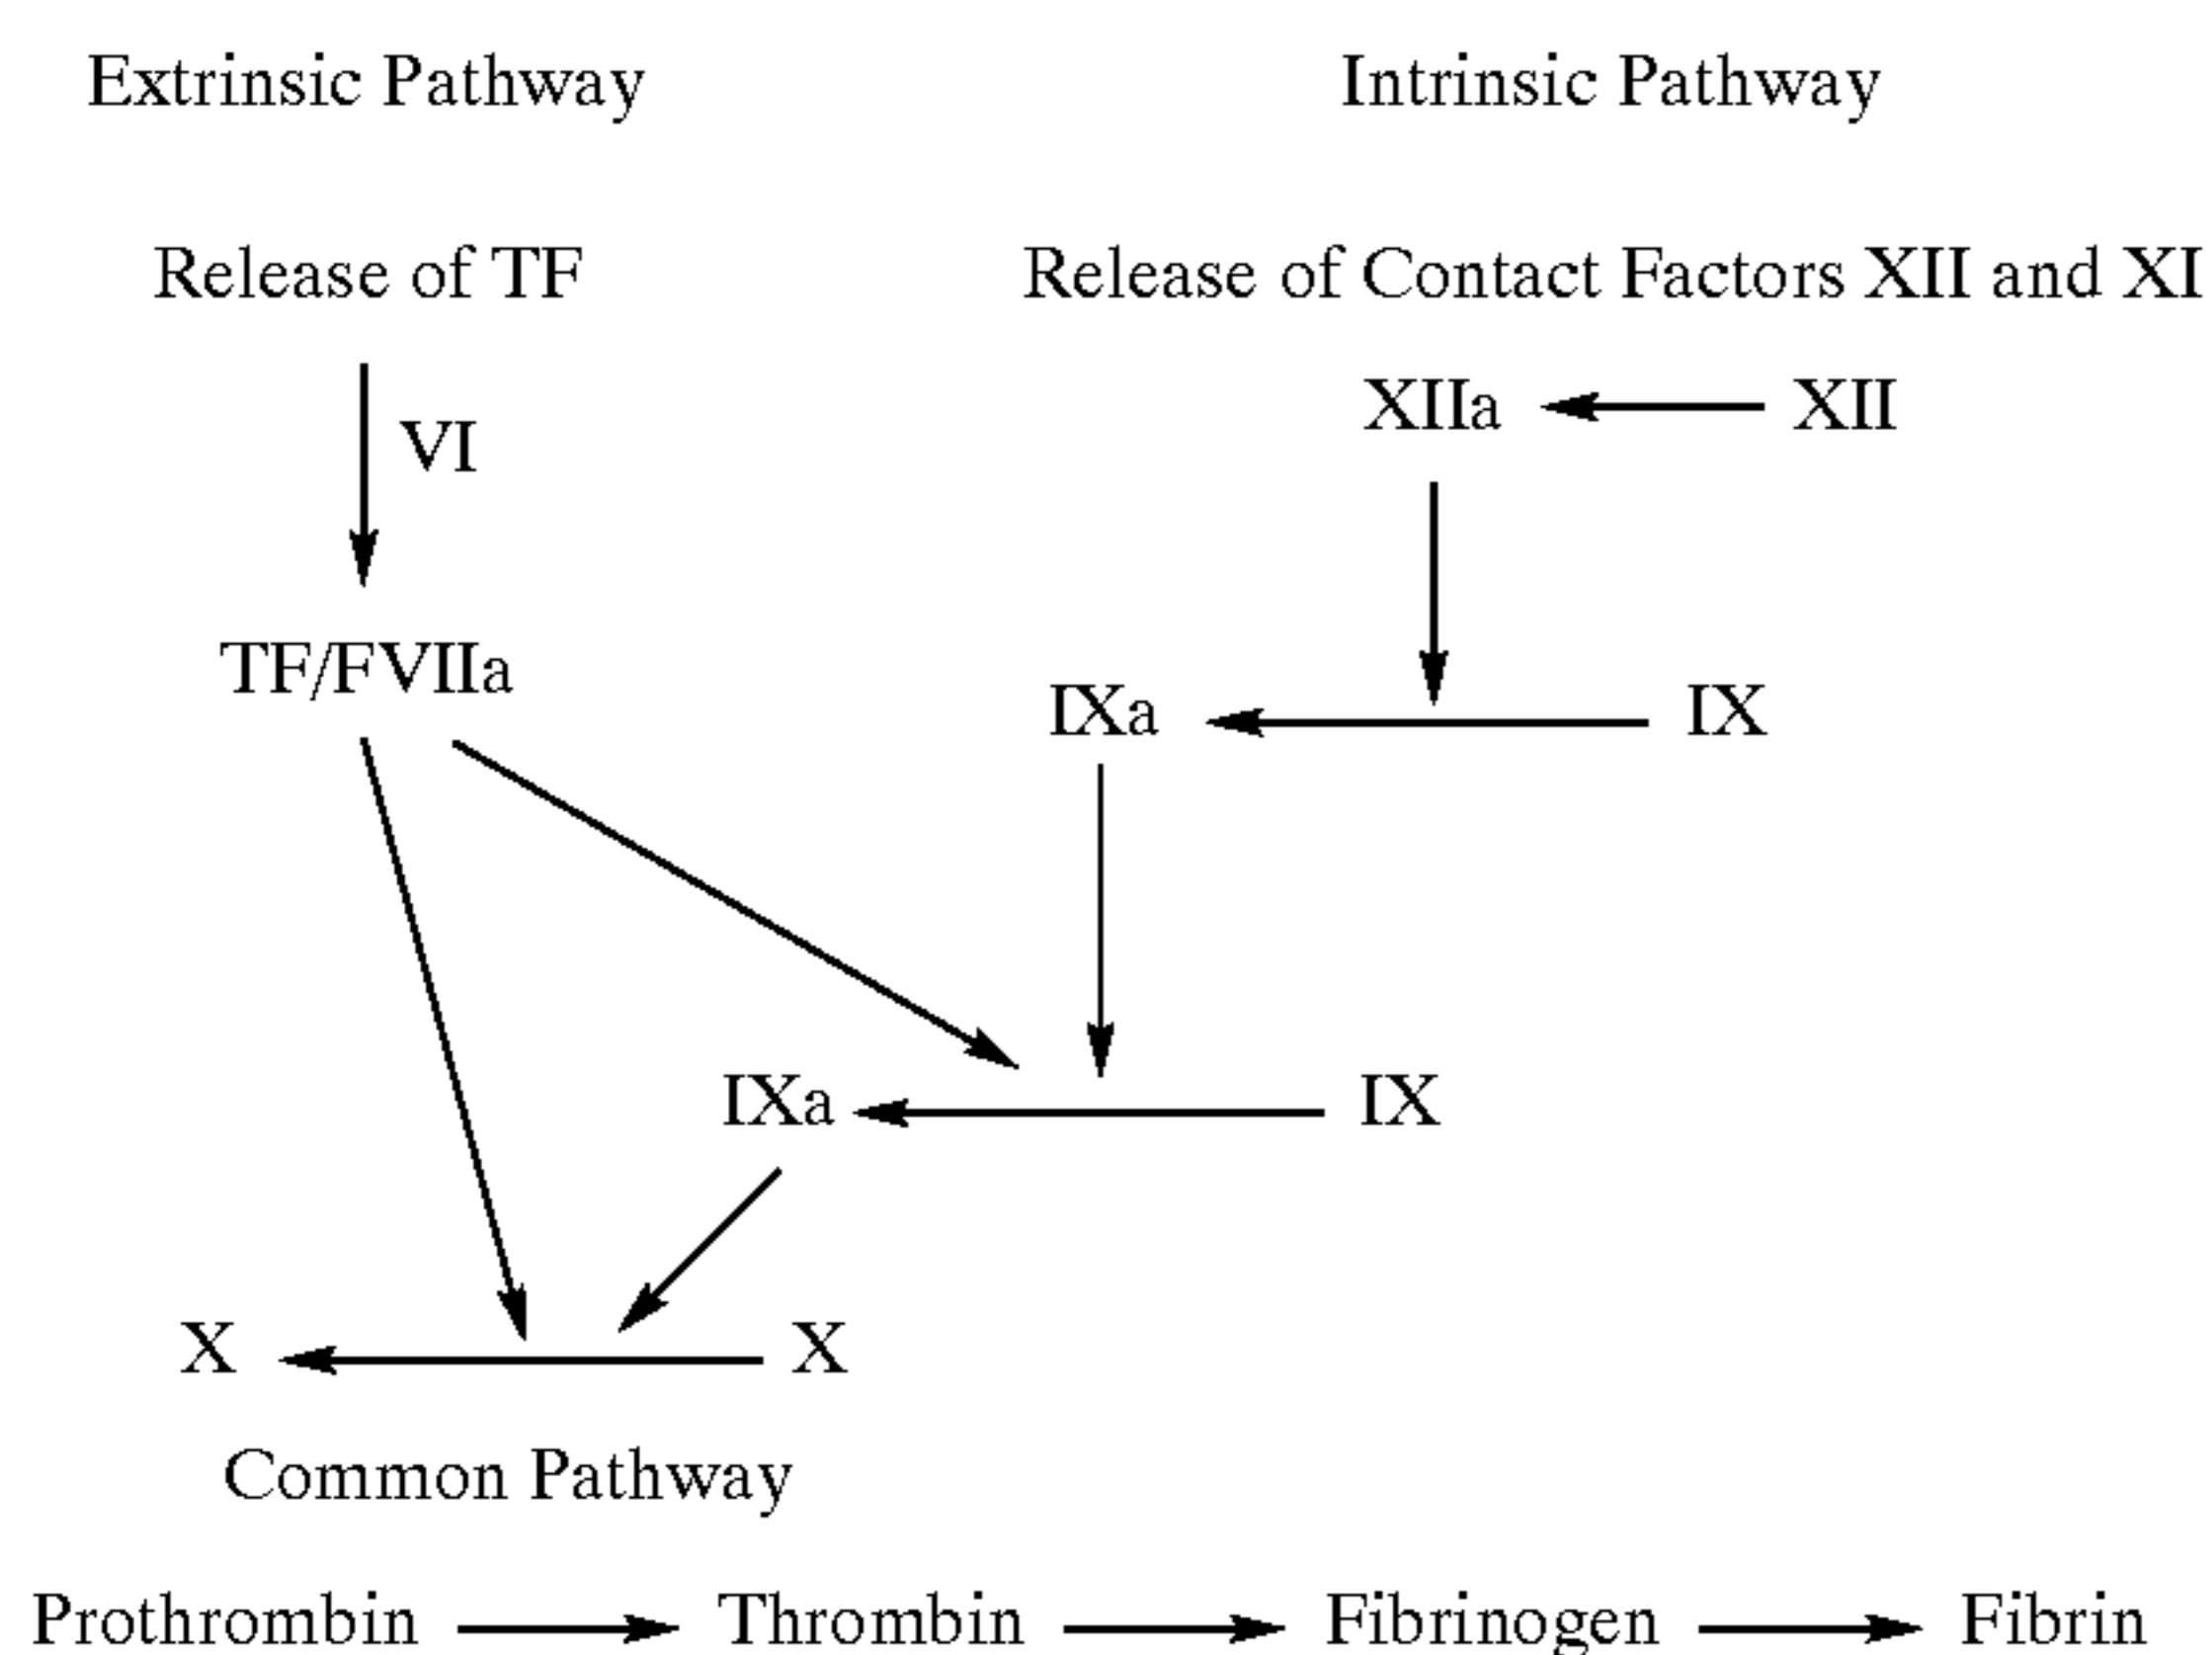 Extrinsic Pathway
Intrinsic Pathway
Release of TF
Release of Contact Factors XII and XI
XIIa
XII
VI
TF/FVIIa
IXa
IX
IXa
IX
X
X
Common Pathway
Prothrombin
Thrombin
Fibrinogen
Fibrin